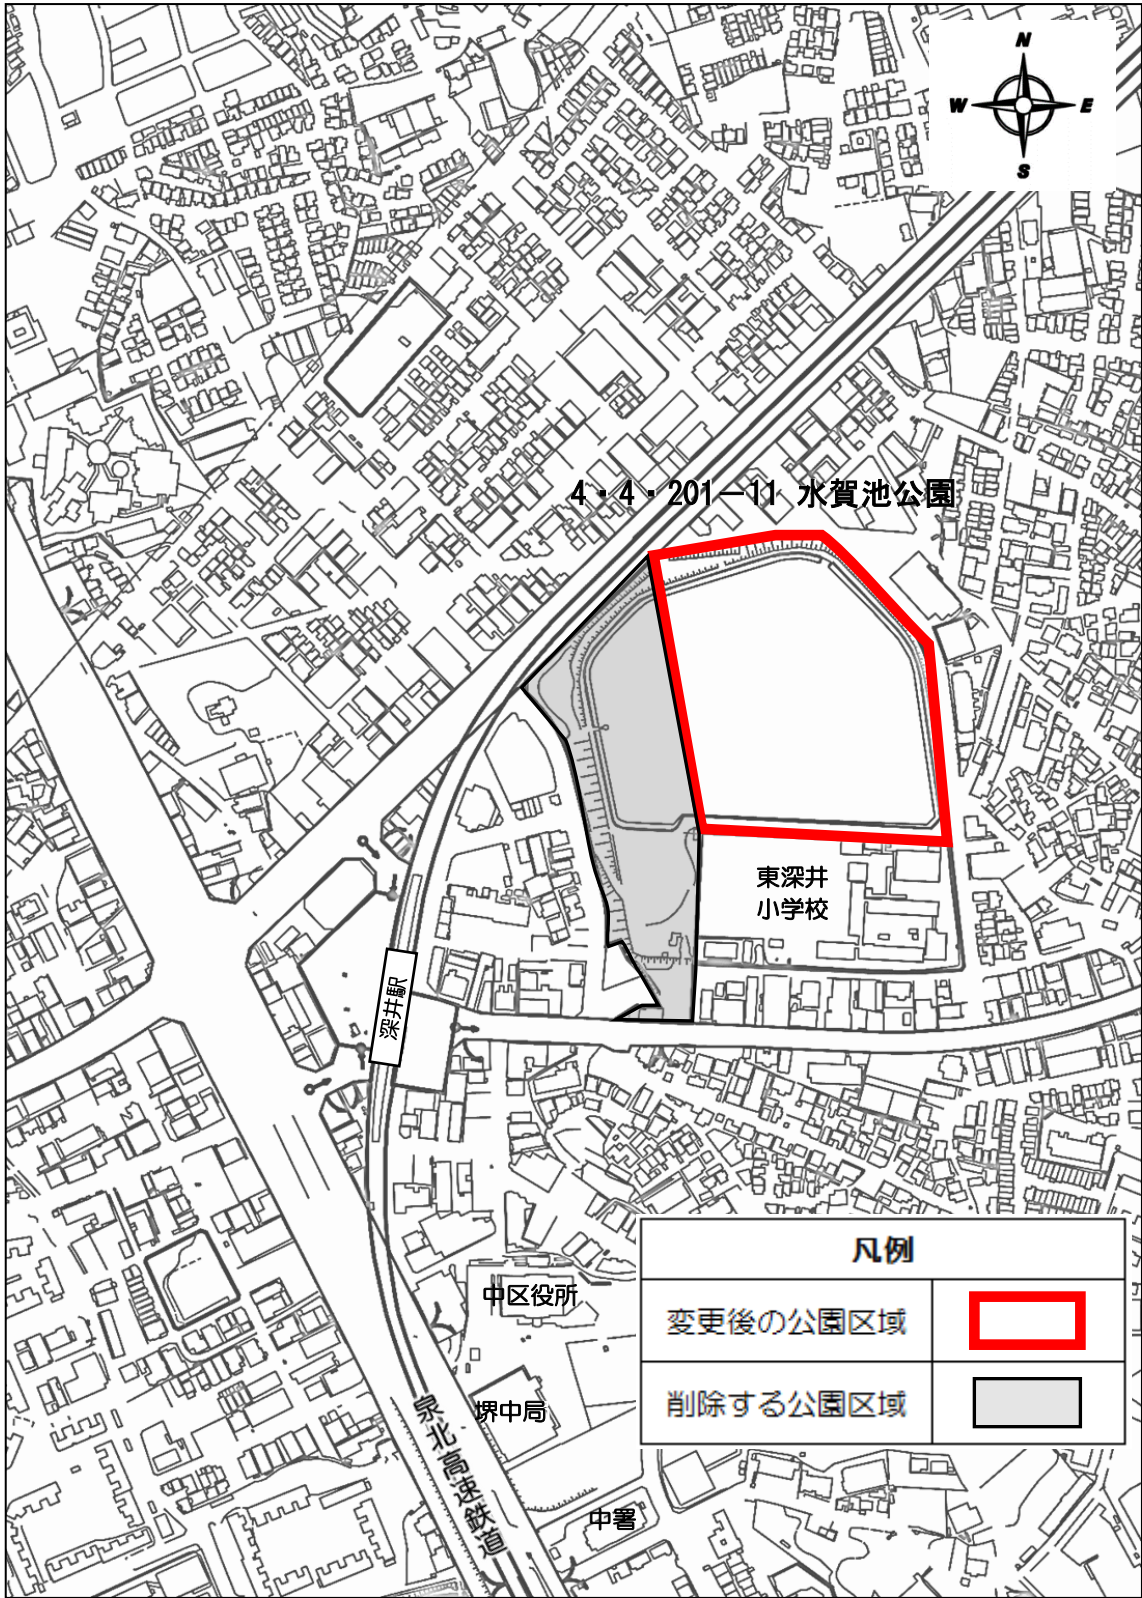 N
W E
S
4・4・201－11 水賀池公園
東深井
小学校
深井駅
中区役所
堺中局
泉北高速鉄道
中署
凡例
変更後の公園区域
削除する公園区域